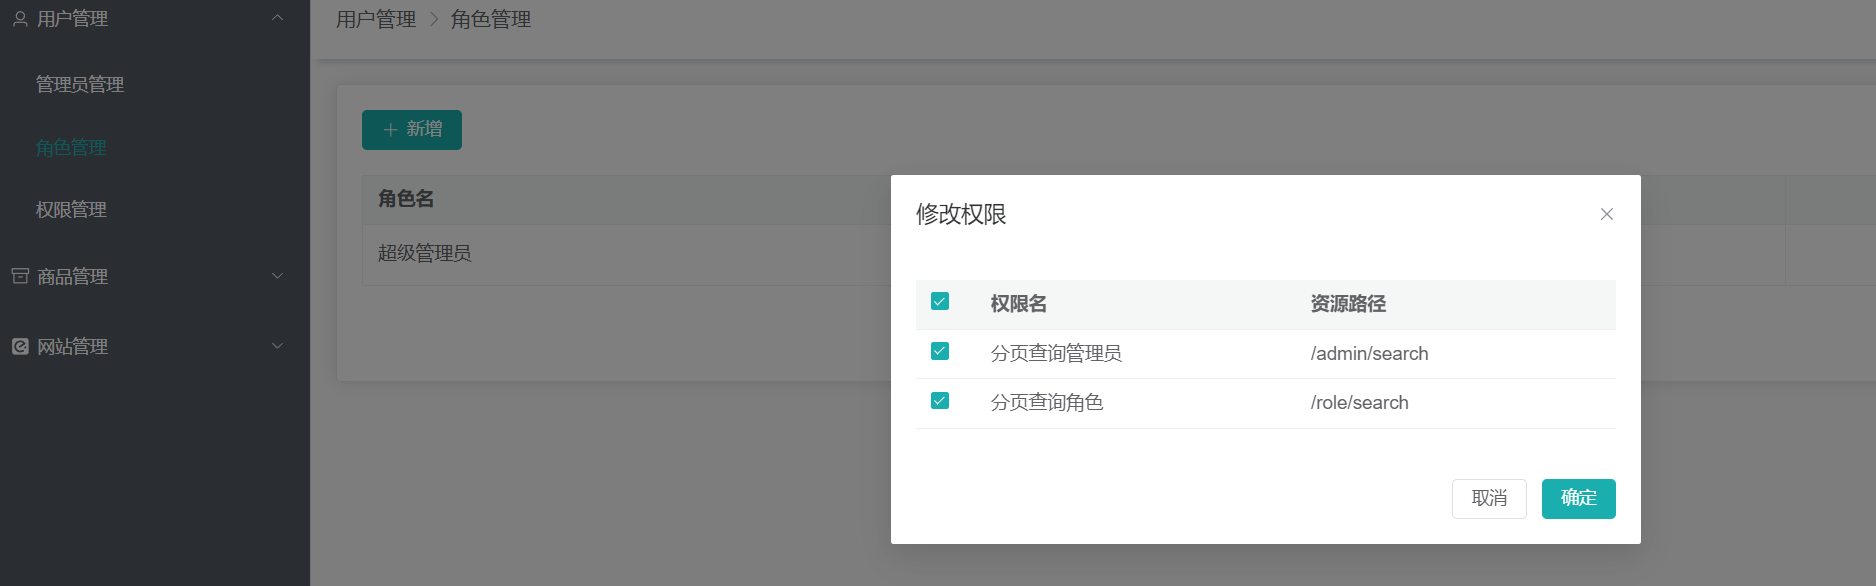 用户管理
管理员管理
角色管理
权限管理
商品管理
网站管理
用户管理 > 角色管理
+ 新增
角色名
超级管理员
修改权限
权限名 资源路径
分页查询管理员 /admin/search
分页查询角色 /role/search
取消 确定